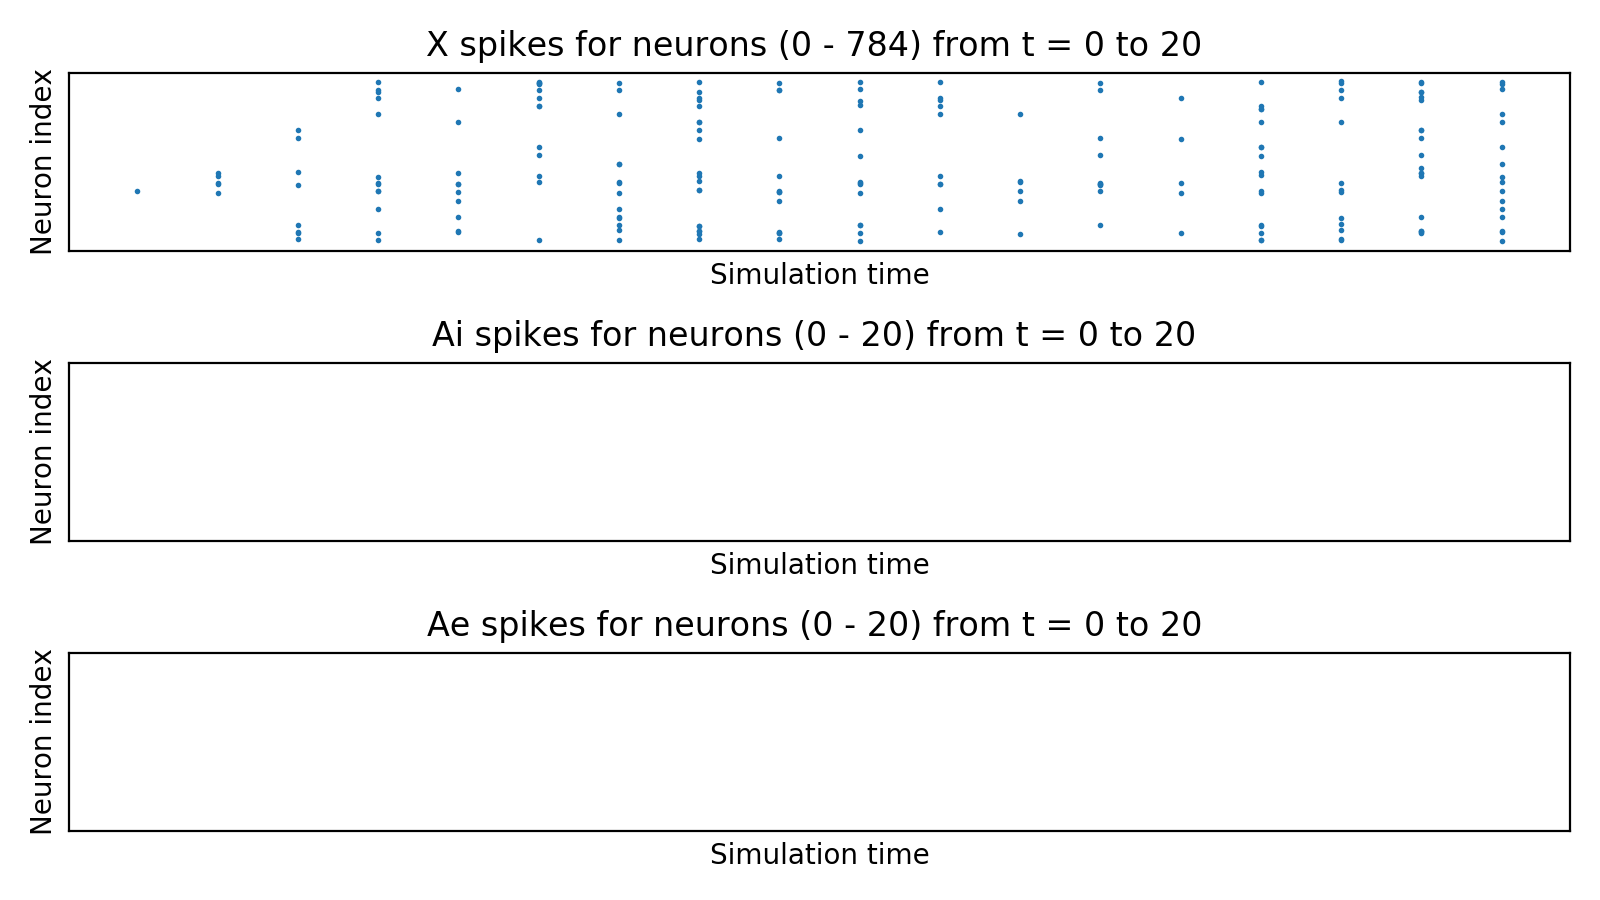 X spikes for neurons (0 - 784) from t = 0 to 20
Neuron index
Simulation time
Ai spikes for neurons (0 - 20) from t = 0 to 20
Neuron index
Simulation time
Ae spikes for neurons (0 - 20) from t = 0 to 20
Neuron index
Simulation time